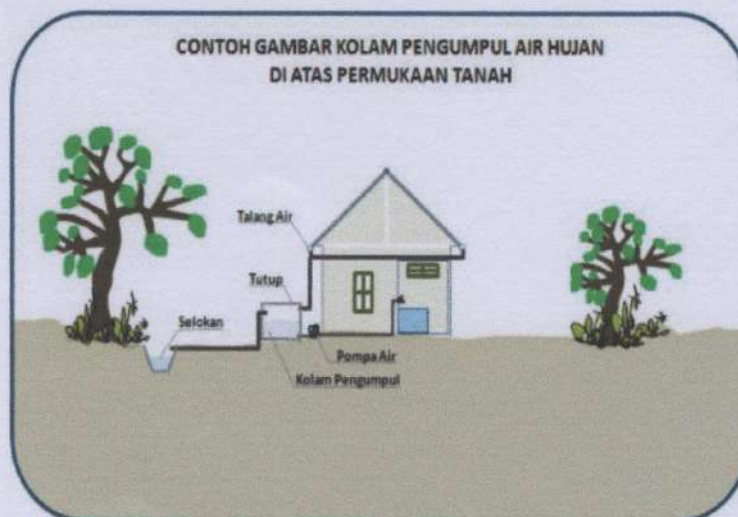 CONTOH GAMBAR KOLAM PENGUMPUL AIR HUJAN
DI ATAS PERMUKAAN TANAH
Talang Air
Tutup
Selokan
Pompa Air
Kolam Pengumpul